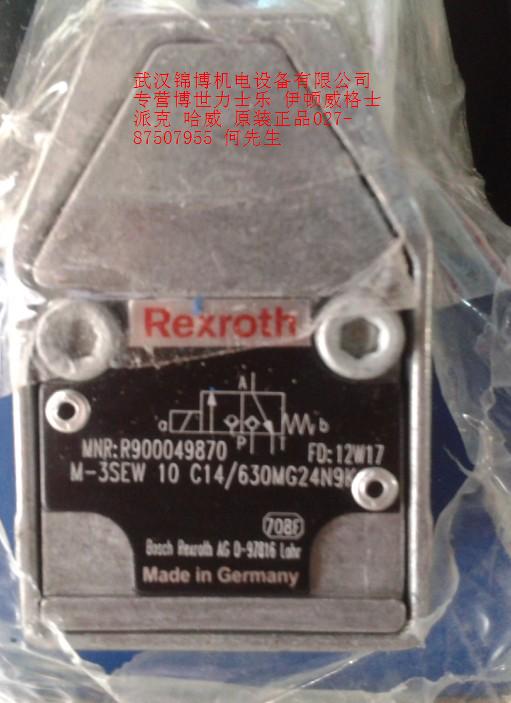 武汉锦博机电设备有限公司
专营博世力士乐 伊顿威格士
派克 哈威 原装正品027-
87507955 何先生
Rexroth
A
a
b
P
T
MNR:R900049870 FD:12W17
M-3SEW 10 C14/630MG24N9K
708F
Bosch Rexroth AG D-97816 Lohr
Made in Germany